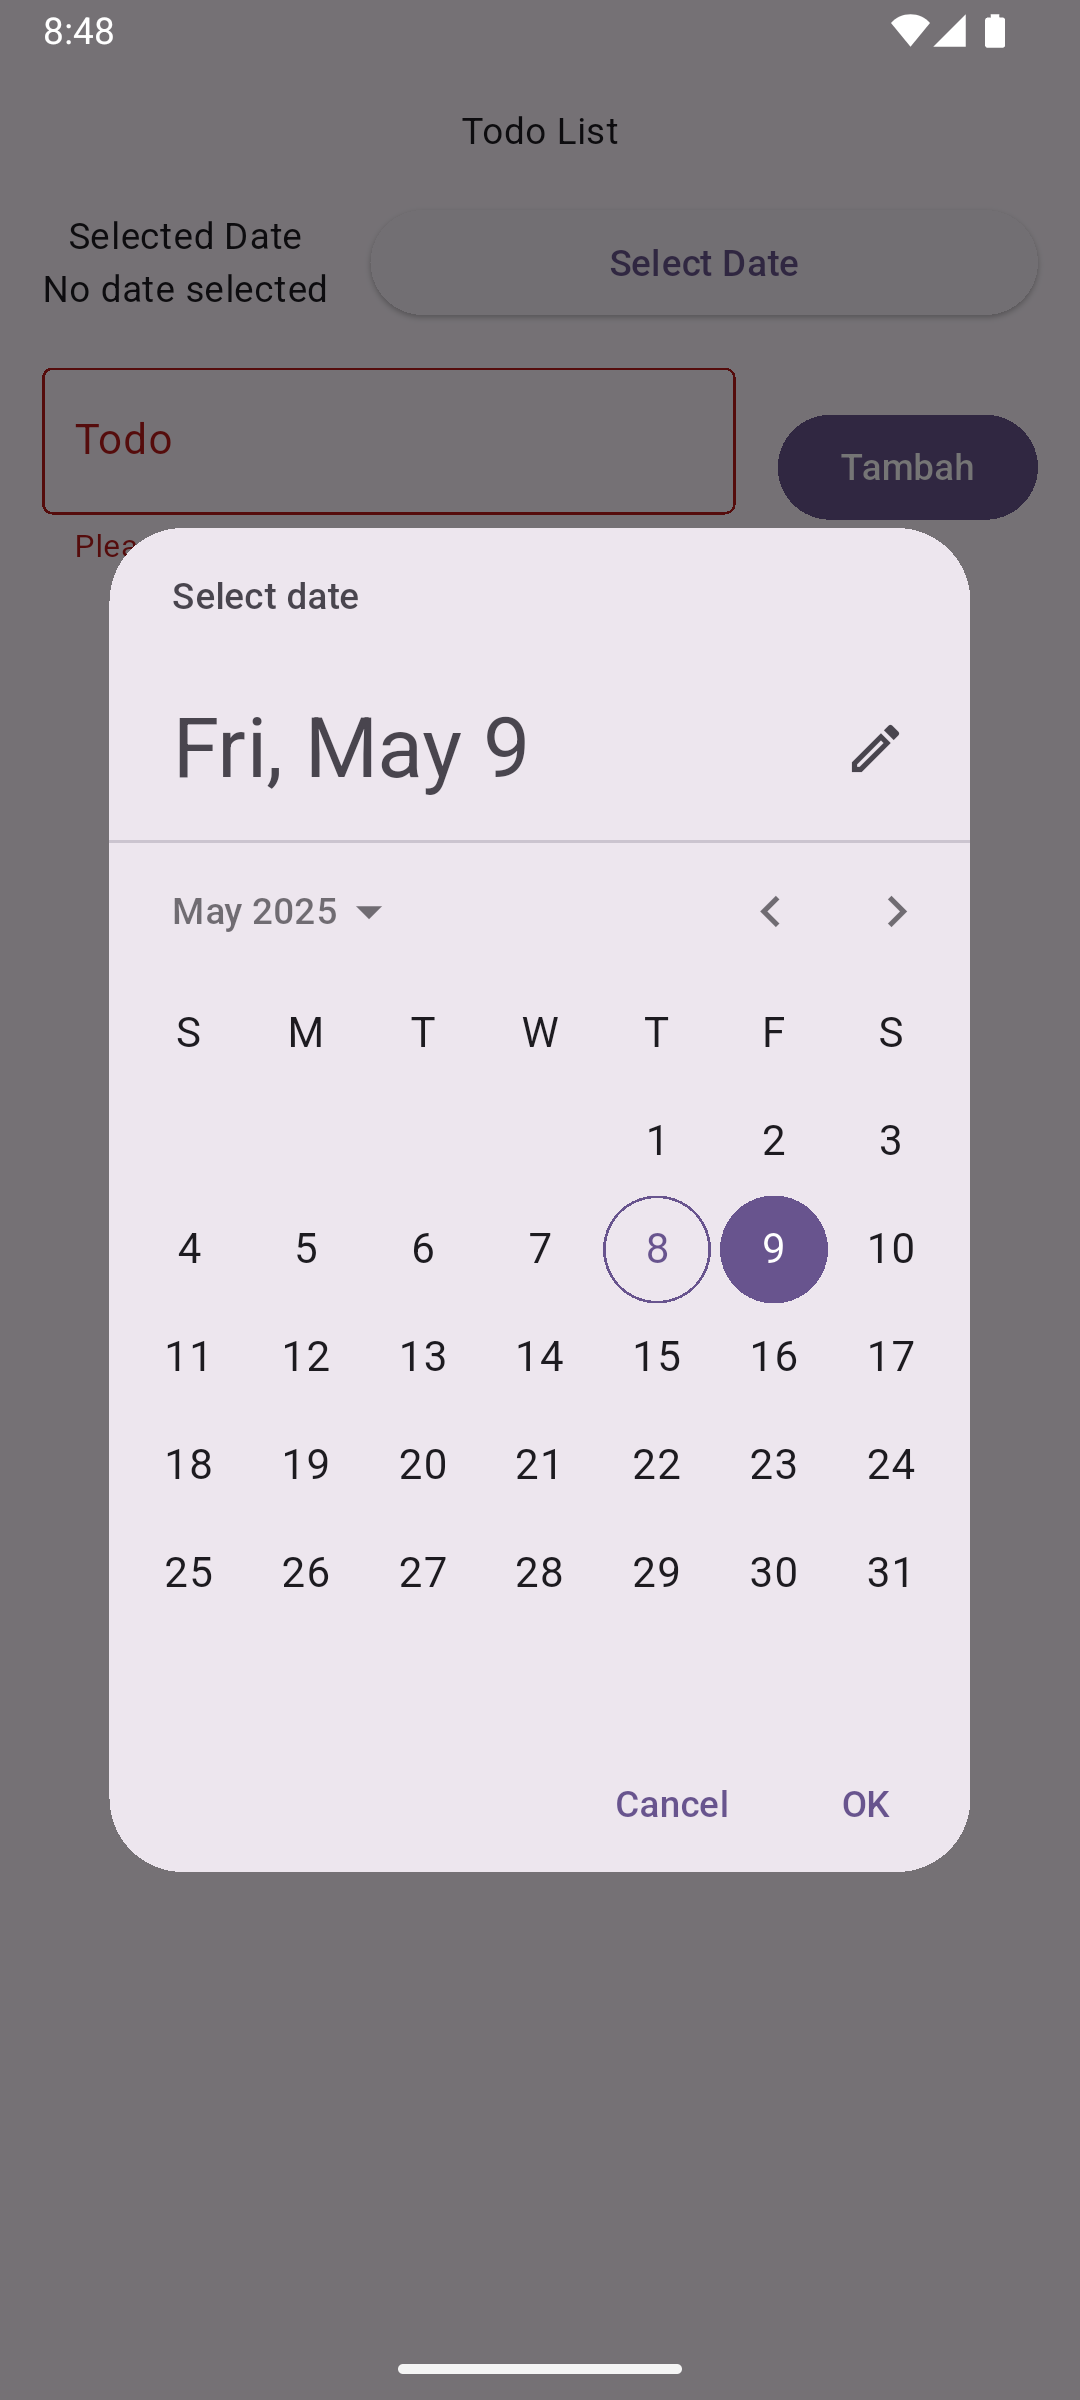 8:48
Todo List
Selected Date
No date selected
Select Date
Todo
Tambah
Select date
Fri, May 9
May 2025
S M T W T F S
1 2 3
4 5 6 7 8 9 10
11 12 13 14 15 16 17
18 19 20 21 22 23 24
25 26 27 28 29 30 31
Cancel OK